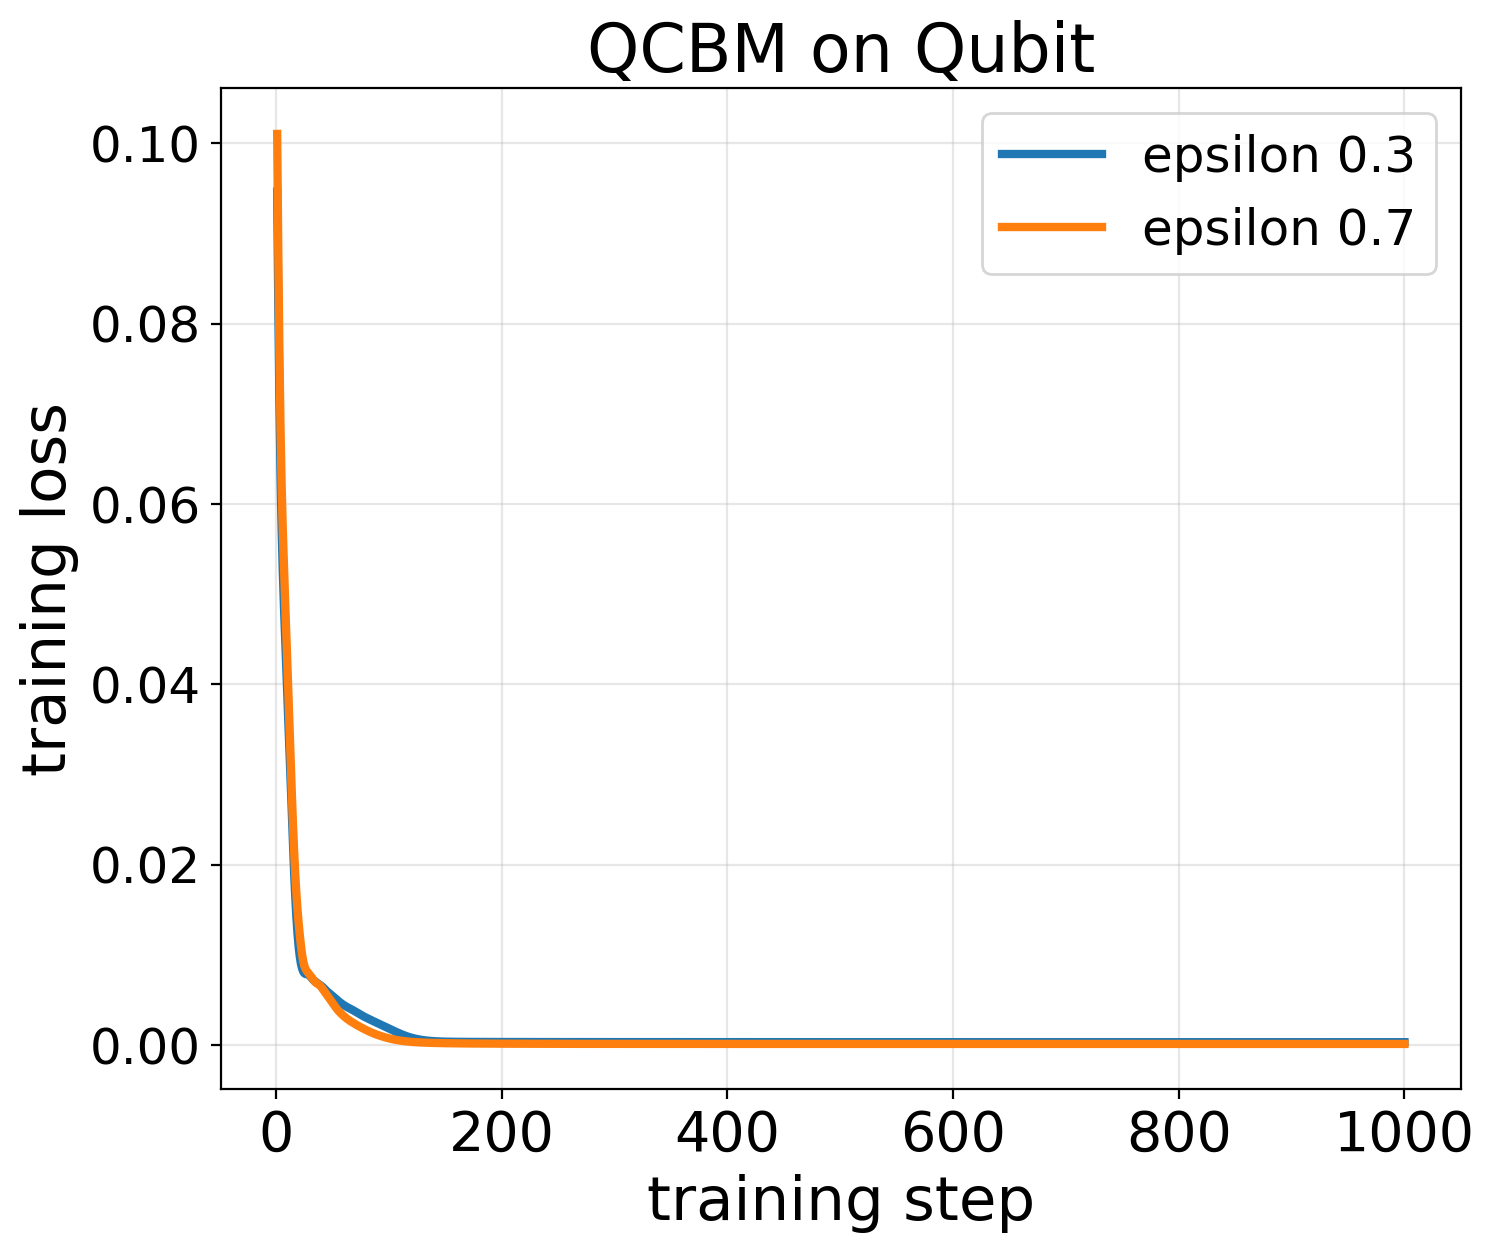 QCBM on Qubit
epsilon 0.3
epsilon 0.7
training loss
0.10
0.08
0.06
0.04
0.02
0.00
0 200 400 600 800 1000
training step